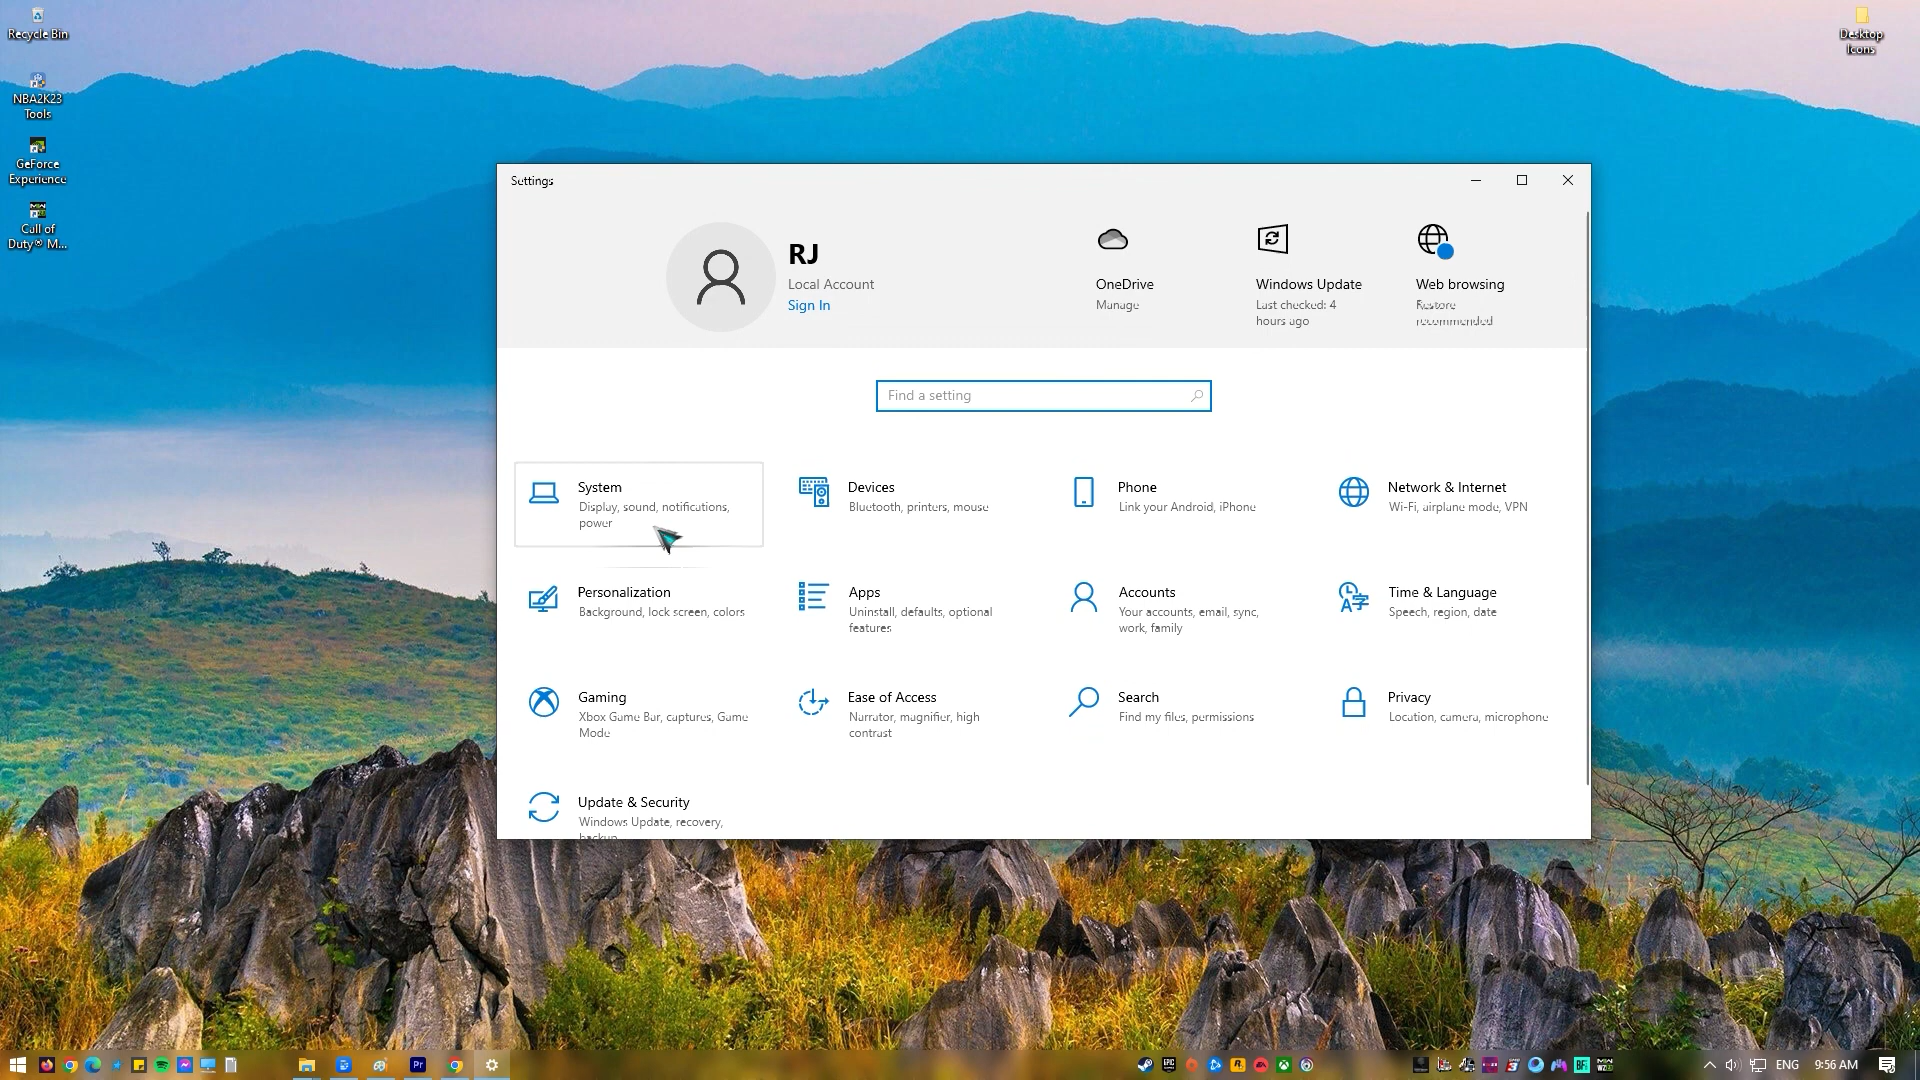 Recycle Bin
NBA2K23
Tools
GeForce
Experience
Call of
Duty® M...
Desktop
Icons
Settings
RJ
Local Account
Sign In
OneDrive
Manage
Windows Update
Last checked: 4
hours ago
Web browsing
Restore
recommended
Find a setting
System
Display, sound, notifications,
power
Devices
Bluetooth, printers, mouse
Phone
Link your Android, iPhone
Network & Internet
Wi-Fi, airplane mode, VPN
Personalization
Background, lock screen, colors
Apps
Uninstall, defaults, optional
features
Accounts
Your accounts, email, sync,
work, family
Time & Language
Speech, region, date
Gaming
Xbox Game Bar, captures, Game
Mode
Ease of Access
Narrator, magnifier, high
contrast
Search
Find my files, permissions
Privacy
Location, camera, microphone
Update & Security
Windows Update, recovery,
backup
Pr
ENG
9:56 AM